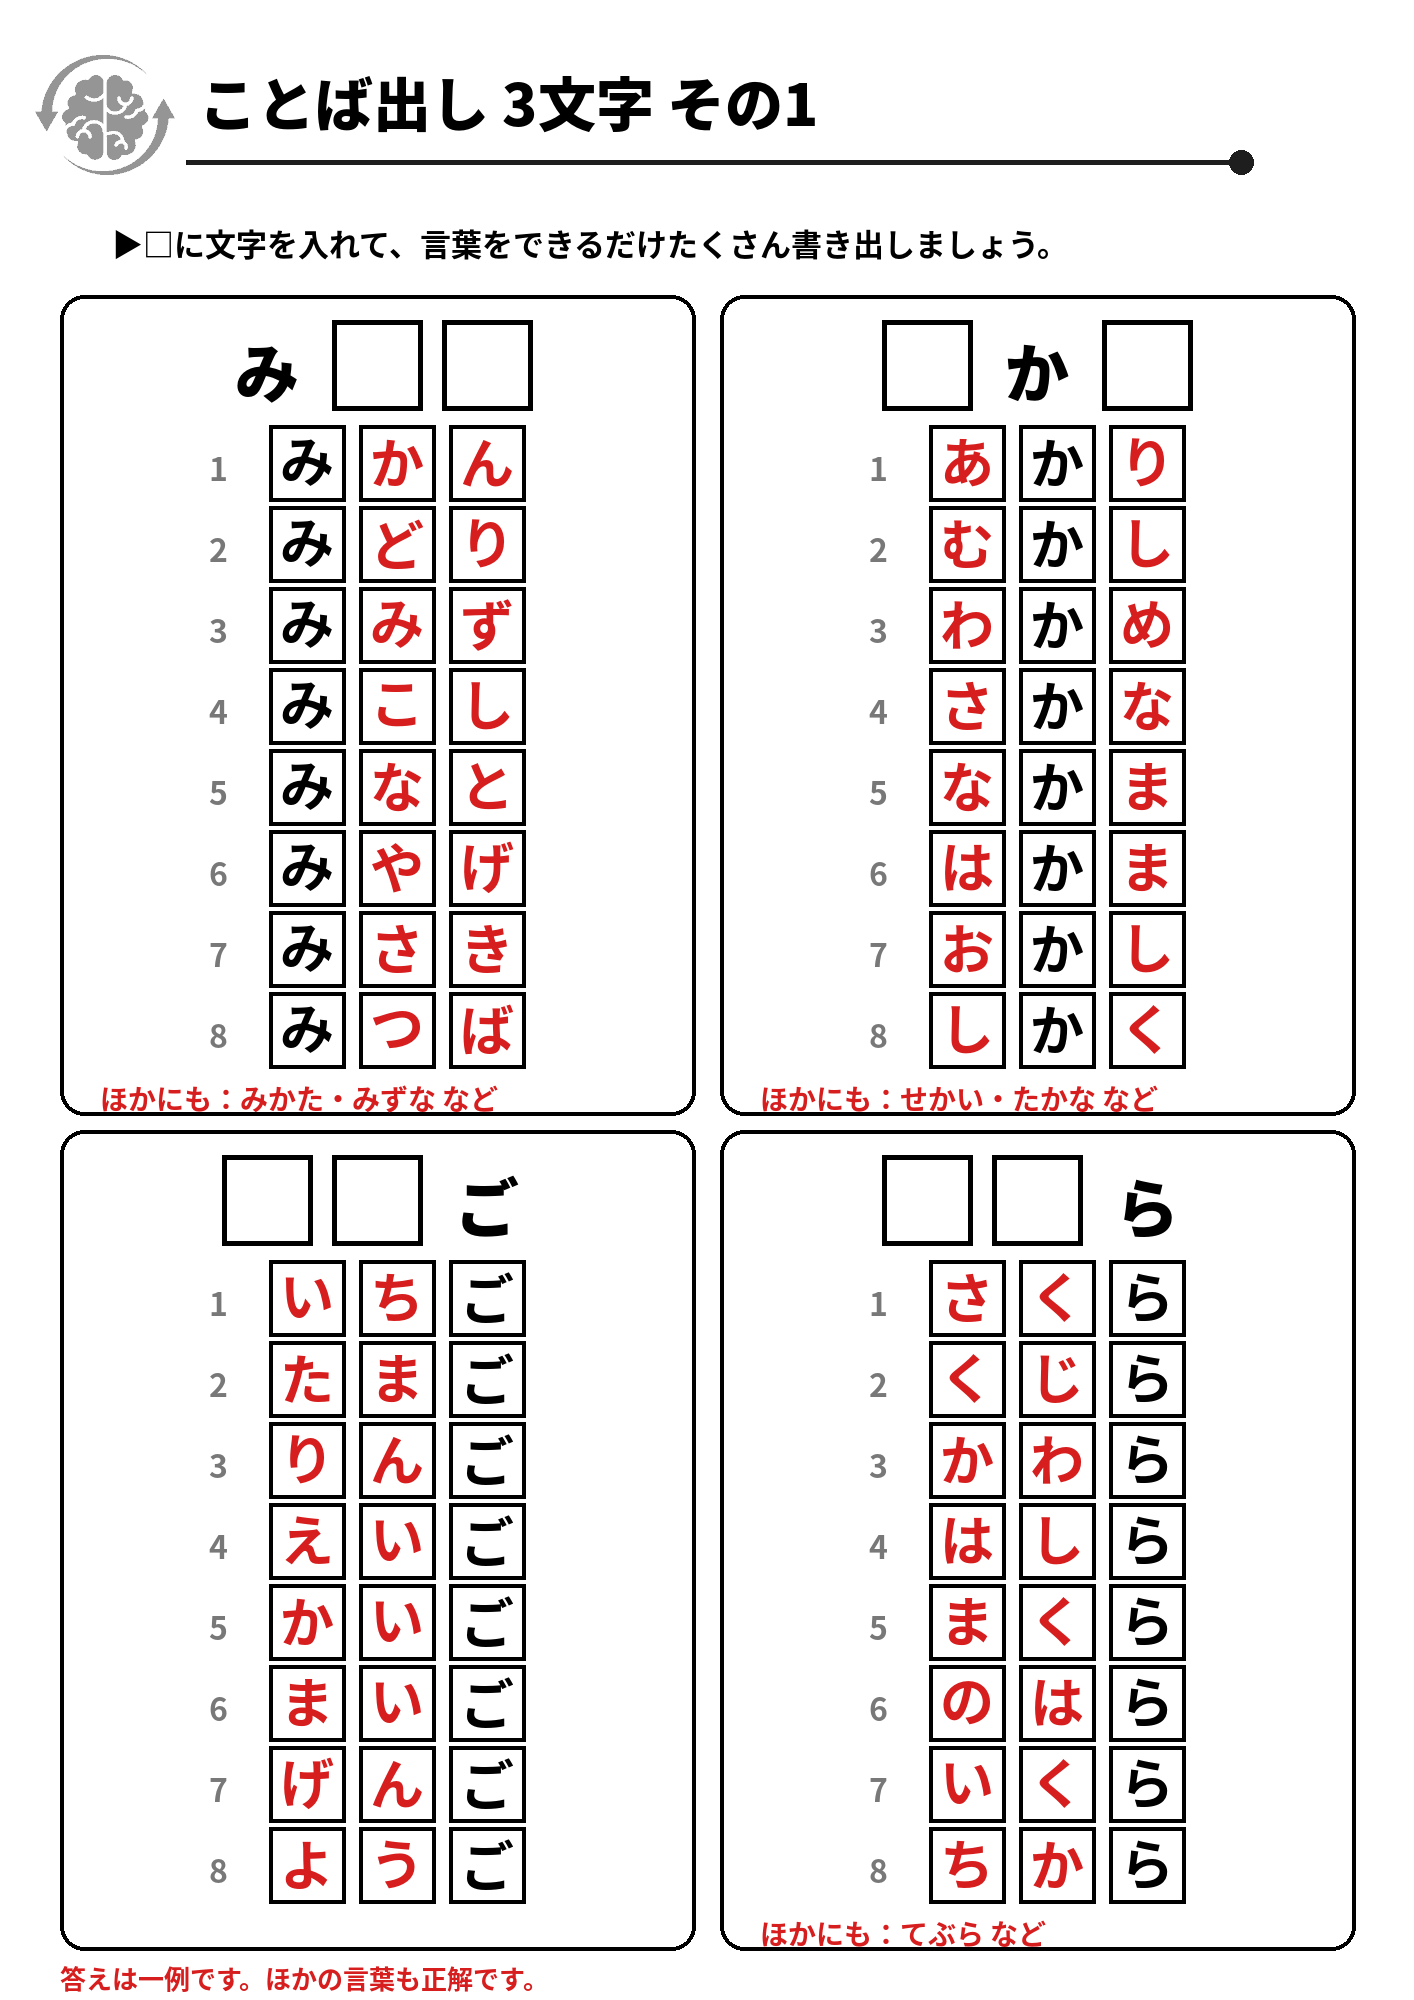 ことば出し 3文字 その1
▶□に文字を入れて、言葉をできるだけたくさん書き出しましょう。
み□□
1 みかん
2 みどり
3 みみず
4 みこし
5 みなと
6 みやげ
7 みさき
8 みつば
ほかにも：みかた・みずな など
□か□
1 あかり
2 むかし
3 わかめ
4 さかな
5 なかま
6 はかま
7 おかし
8 しかく
ほかにも：せかい・たかな など
□□ご
1 いちご
2 たまご
3 りんご
4 えいご
5 かいご
6 まいご
7 げんご
8 ようご
□□ら
1 さくら
2 くじら
3 かわら
4 はしら
5 まくら
6 のはら
7 いくら
8 ちから
ほかにも：てぶら など
答えは一例です。ほかの言葉も正解です。